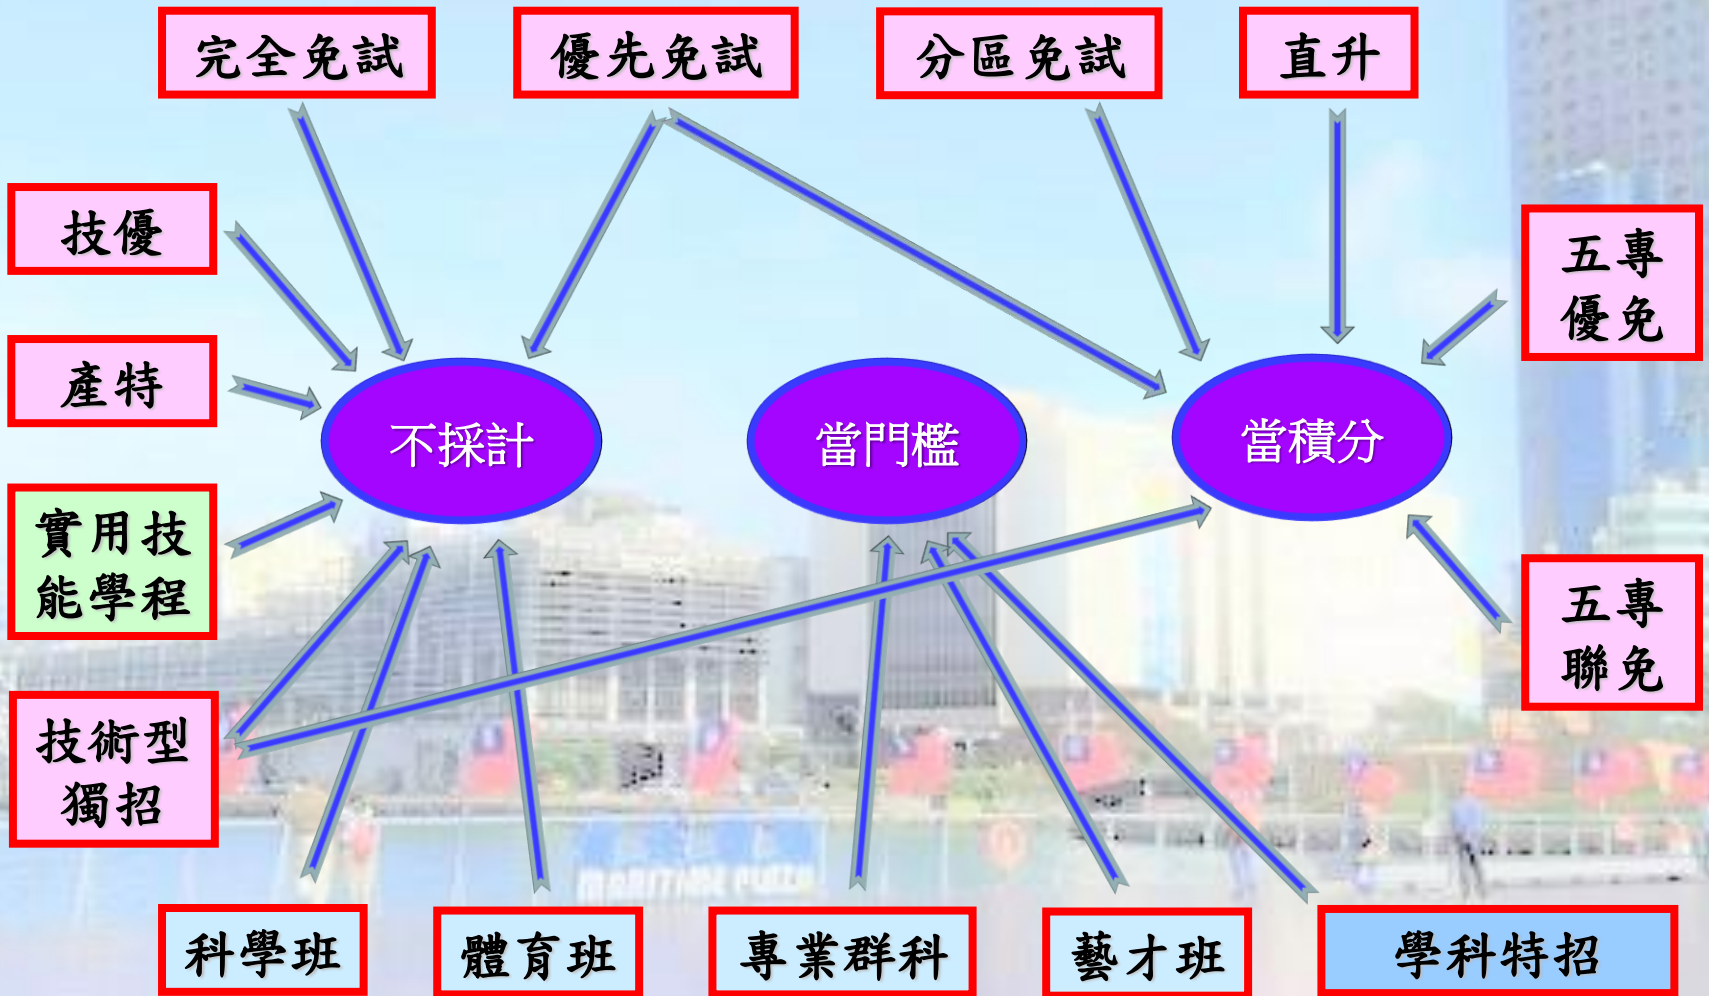 完全免試
優先免試
分區免試
直升
技優
五專
優免
產特
不採計
當門檻
當積分
實用技
能學程
五專
聯免
技術型
獨招
MARITIME PLAZA
科學班
體育班
專業群科
藝才班
學科特招